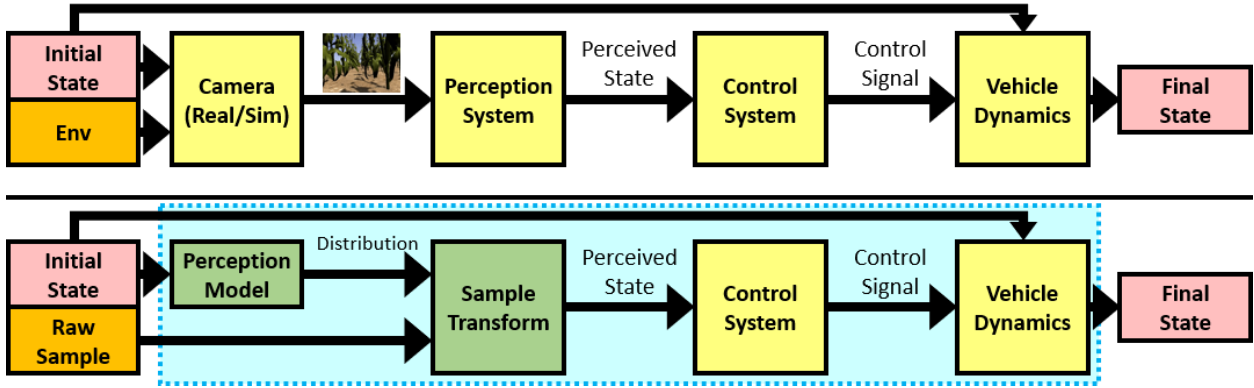 Initial
State
Env
Camera
(Real/Sim)
Perception
System
Perceived
State
Control
System
Control
Signal
Vehicle
Dynamics
Final
State
Initial
State
Raw
Sample
Perception
Model
Distribution
Sample
Transform
Perceived
State
Control
System
Control
Signal
Vehicle
Dynamics
Final
State